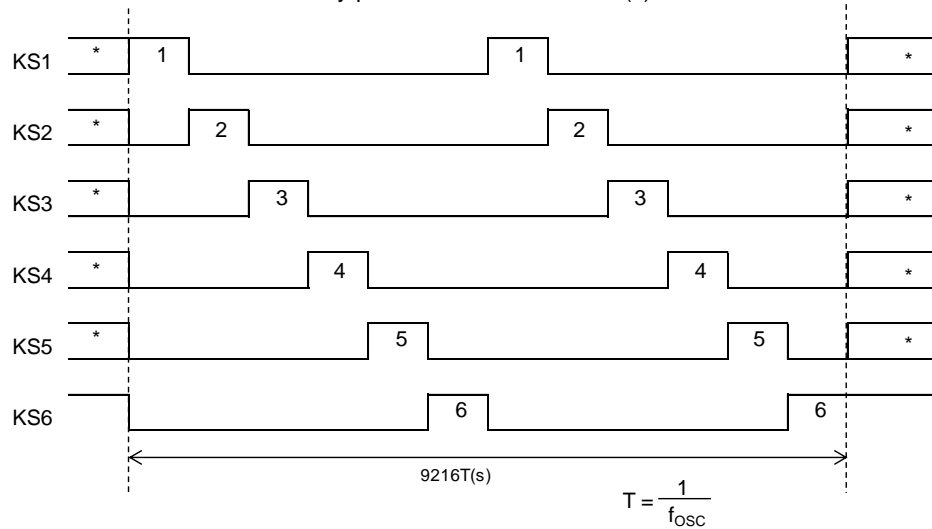 KS1 * 1 1 *
KS2 * 2 2 *
KS3 * 3 3 *
KS4 * 4 4 *
KS5 * 5 5 *
KS6 6 6
9216T(s)
T = 1
fOSC